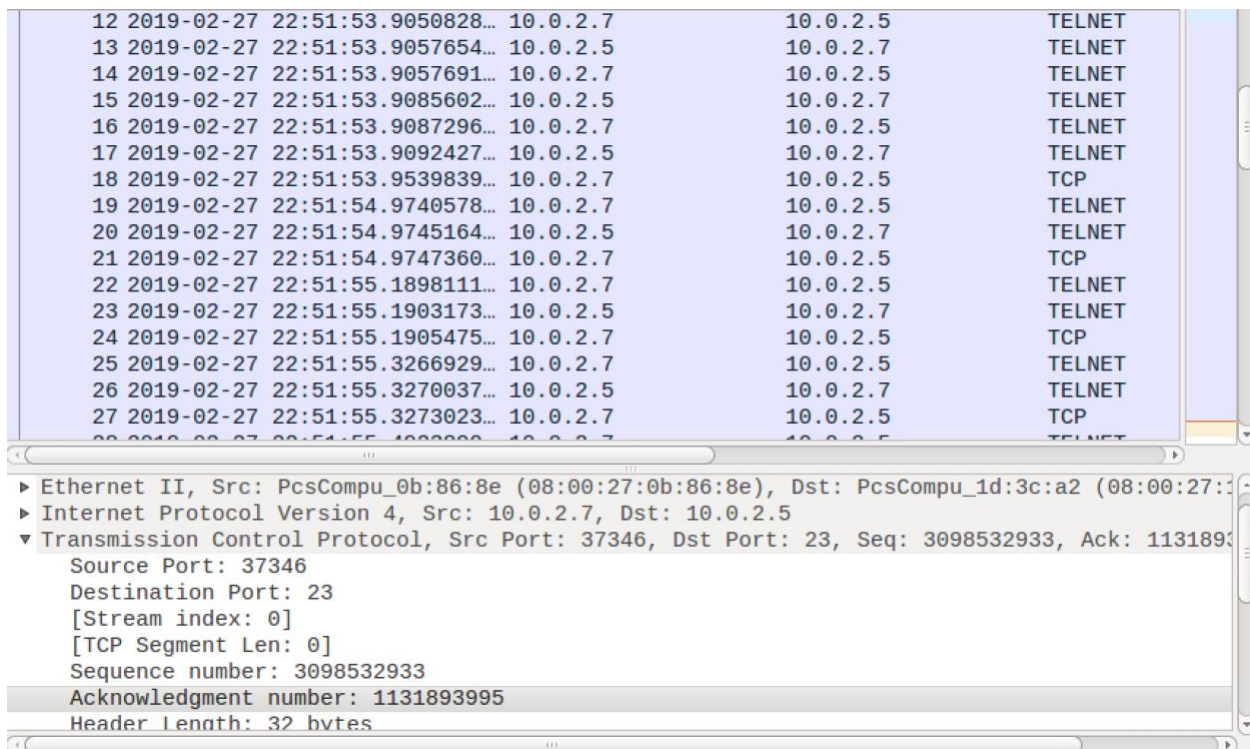 12 2019-02-27 22:51:53.9050828… 10.0.2.7 10.0.2.5 TELNET
13 2019-02-27 22:51:53.9057654… 10.0.2.5 10.0.2.7 TELNET
14 2019-02-27 22:51:53.9057691… 10.0.2.7 10.0.2.5 TELNET
15 2019-02-27 22:51:53.9085602… 10.0.2.5 10.0.2.7 TELNET
16 2019-02-27 22:51:53.9087296… 10.0.2.7 10.0.2.5 TELNET
17 2019-02-27 22:51:53.9092427… 10.0.2.5 10.0.2.7 TELNET
18 2019-02-27 22:51:53.9539839… 10.0.2.7 10.0.2.5 TCP
19 2019-02-27 22:51:54.9740578… 10.0.2.7 10.0.2.5 TELNET
20 2019-02-27 22:51:54.9745164… 10.0.2.5 10.0.2.7 TELNET
21 2019-02-27 22:51:54.9747360… 10.0.2.7 10.0.2.5 TCP
22 2019-02-27 22:51:55.1898111… 10.0.2.7 10.0.2.5 TELNET
23 2019-02-27 22:51:55.1903173… 10.0.2.5 10.0.2.7 TELNET
24 2019-02-27 22:51:55.1905475… 10.0.2.7 10.0.2.5 TCP
25 2019-02-27 22:51:55.3266929… 10.0.2.7 10.0.2.5 TELNET
26 2019-02-27 22:51:55.3270037… 10.0.2.5 10.0.2.7 TELNET
27 2019-02-27 22:51:55.3273023… 10.0.2.7 10.0.2.5 TCP
Ethernet II, Src: PcsCompu_0b:86:8e (08:00:27:0b:86:8e), Dst: PcsCompu_1d:3c:a2 (08:00:27:1
Internet Protocol Version 4, Src: 10.0.2.7, Dst: 10.0.2.5
Transmission Control Protocol, Src Port: 37346, Dst Port: 23, Seq: 3098532933, Ack: 1131893
Source Port: 37346
Destination Port: 23
[Stream index: 0]
[TCP Segment Len: 0]
Sequence number: 3098532933
Acknowledgment number: 1131893995
Header Length: 32 bytes